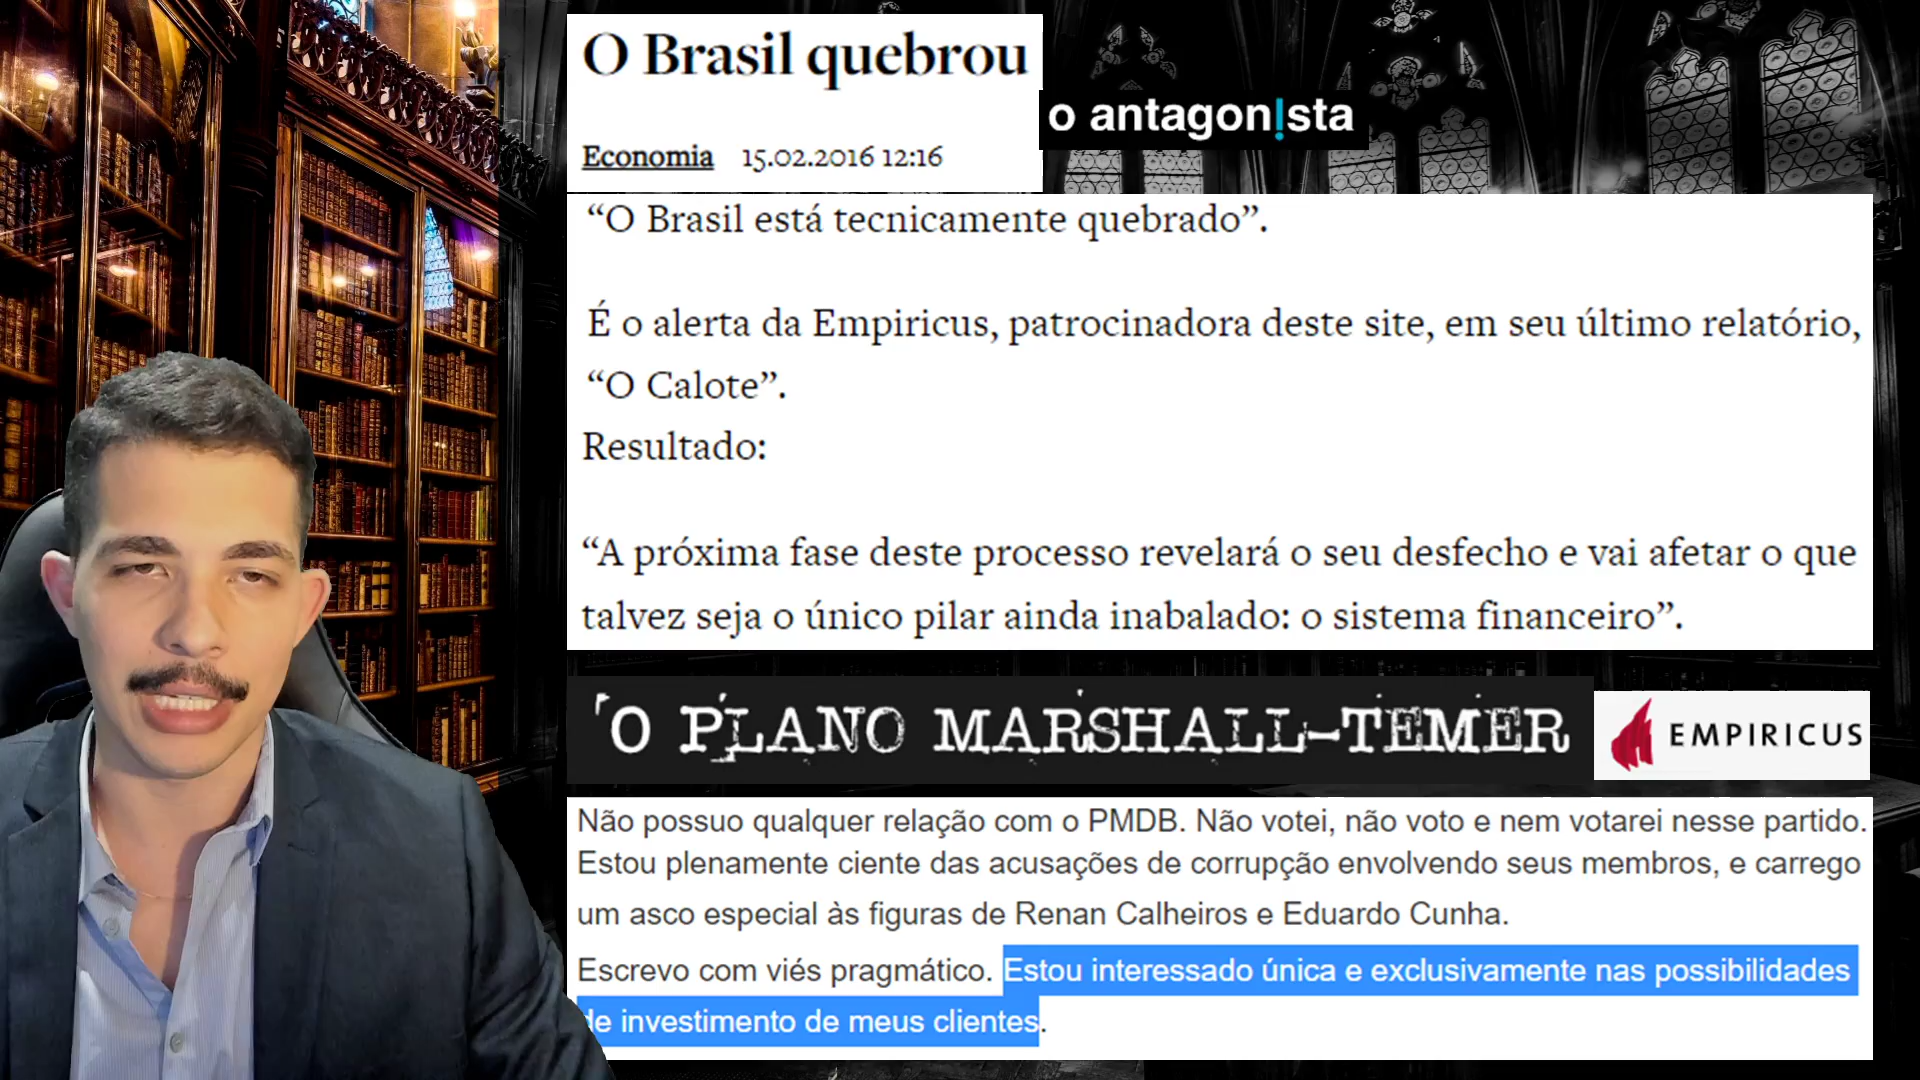 O Brasil quebrou
o antagon!sta
Economia 15.02.2016 12:16
“O Brasil está tecnicamente quebrado”.
É o alerta da Empiricus, patrocinadora deste site, em seu último relatório,
“O Calote”.
Resultado:
“A próxima fase deste processo revelará o seu desfecho e vai afetar o que
talvez seja o único pilar ainda inabalado: o sistema financeiro”.
'O PLANO MARSHALL-TEMER
EMPIRICUS
Não possuo qualquer relação com o PMDB. Não votei, não voto e nem votarei nesse partido.
Estou plenamente ciente das acusações de corrupção envolvendo seus membros, e carrego
um asco especial às figuras de Renan Calheiros e Eduardo Cunha.
Escrevo com viés pragmático. Estou interessado única e exclusivamente nas possibilidades
de investimento de meus clientes.